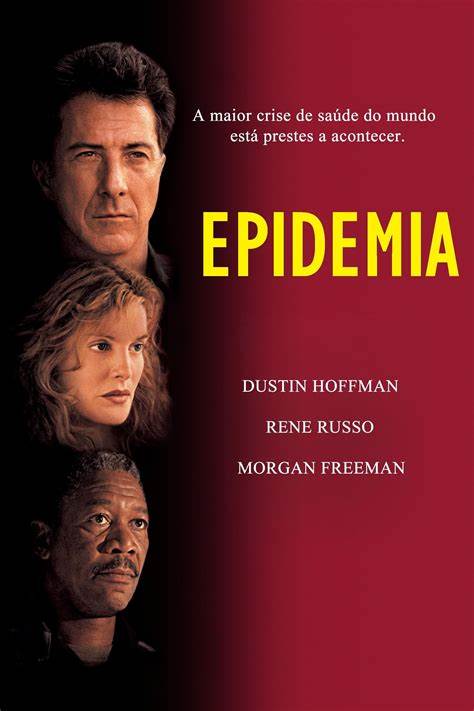 A maior crise de saúde do mundo
está prestes a acontecer.
EPIDEMIA
DUSTIN HOFFMAN
RENE RUSSO
MORGAN FREEMAN